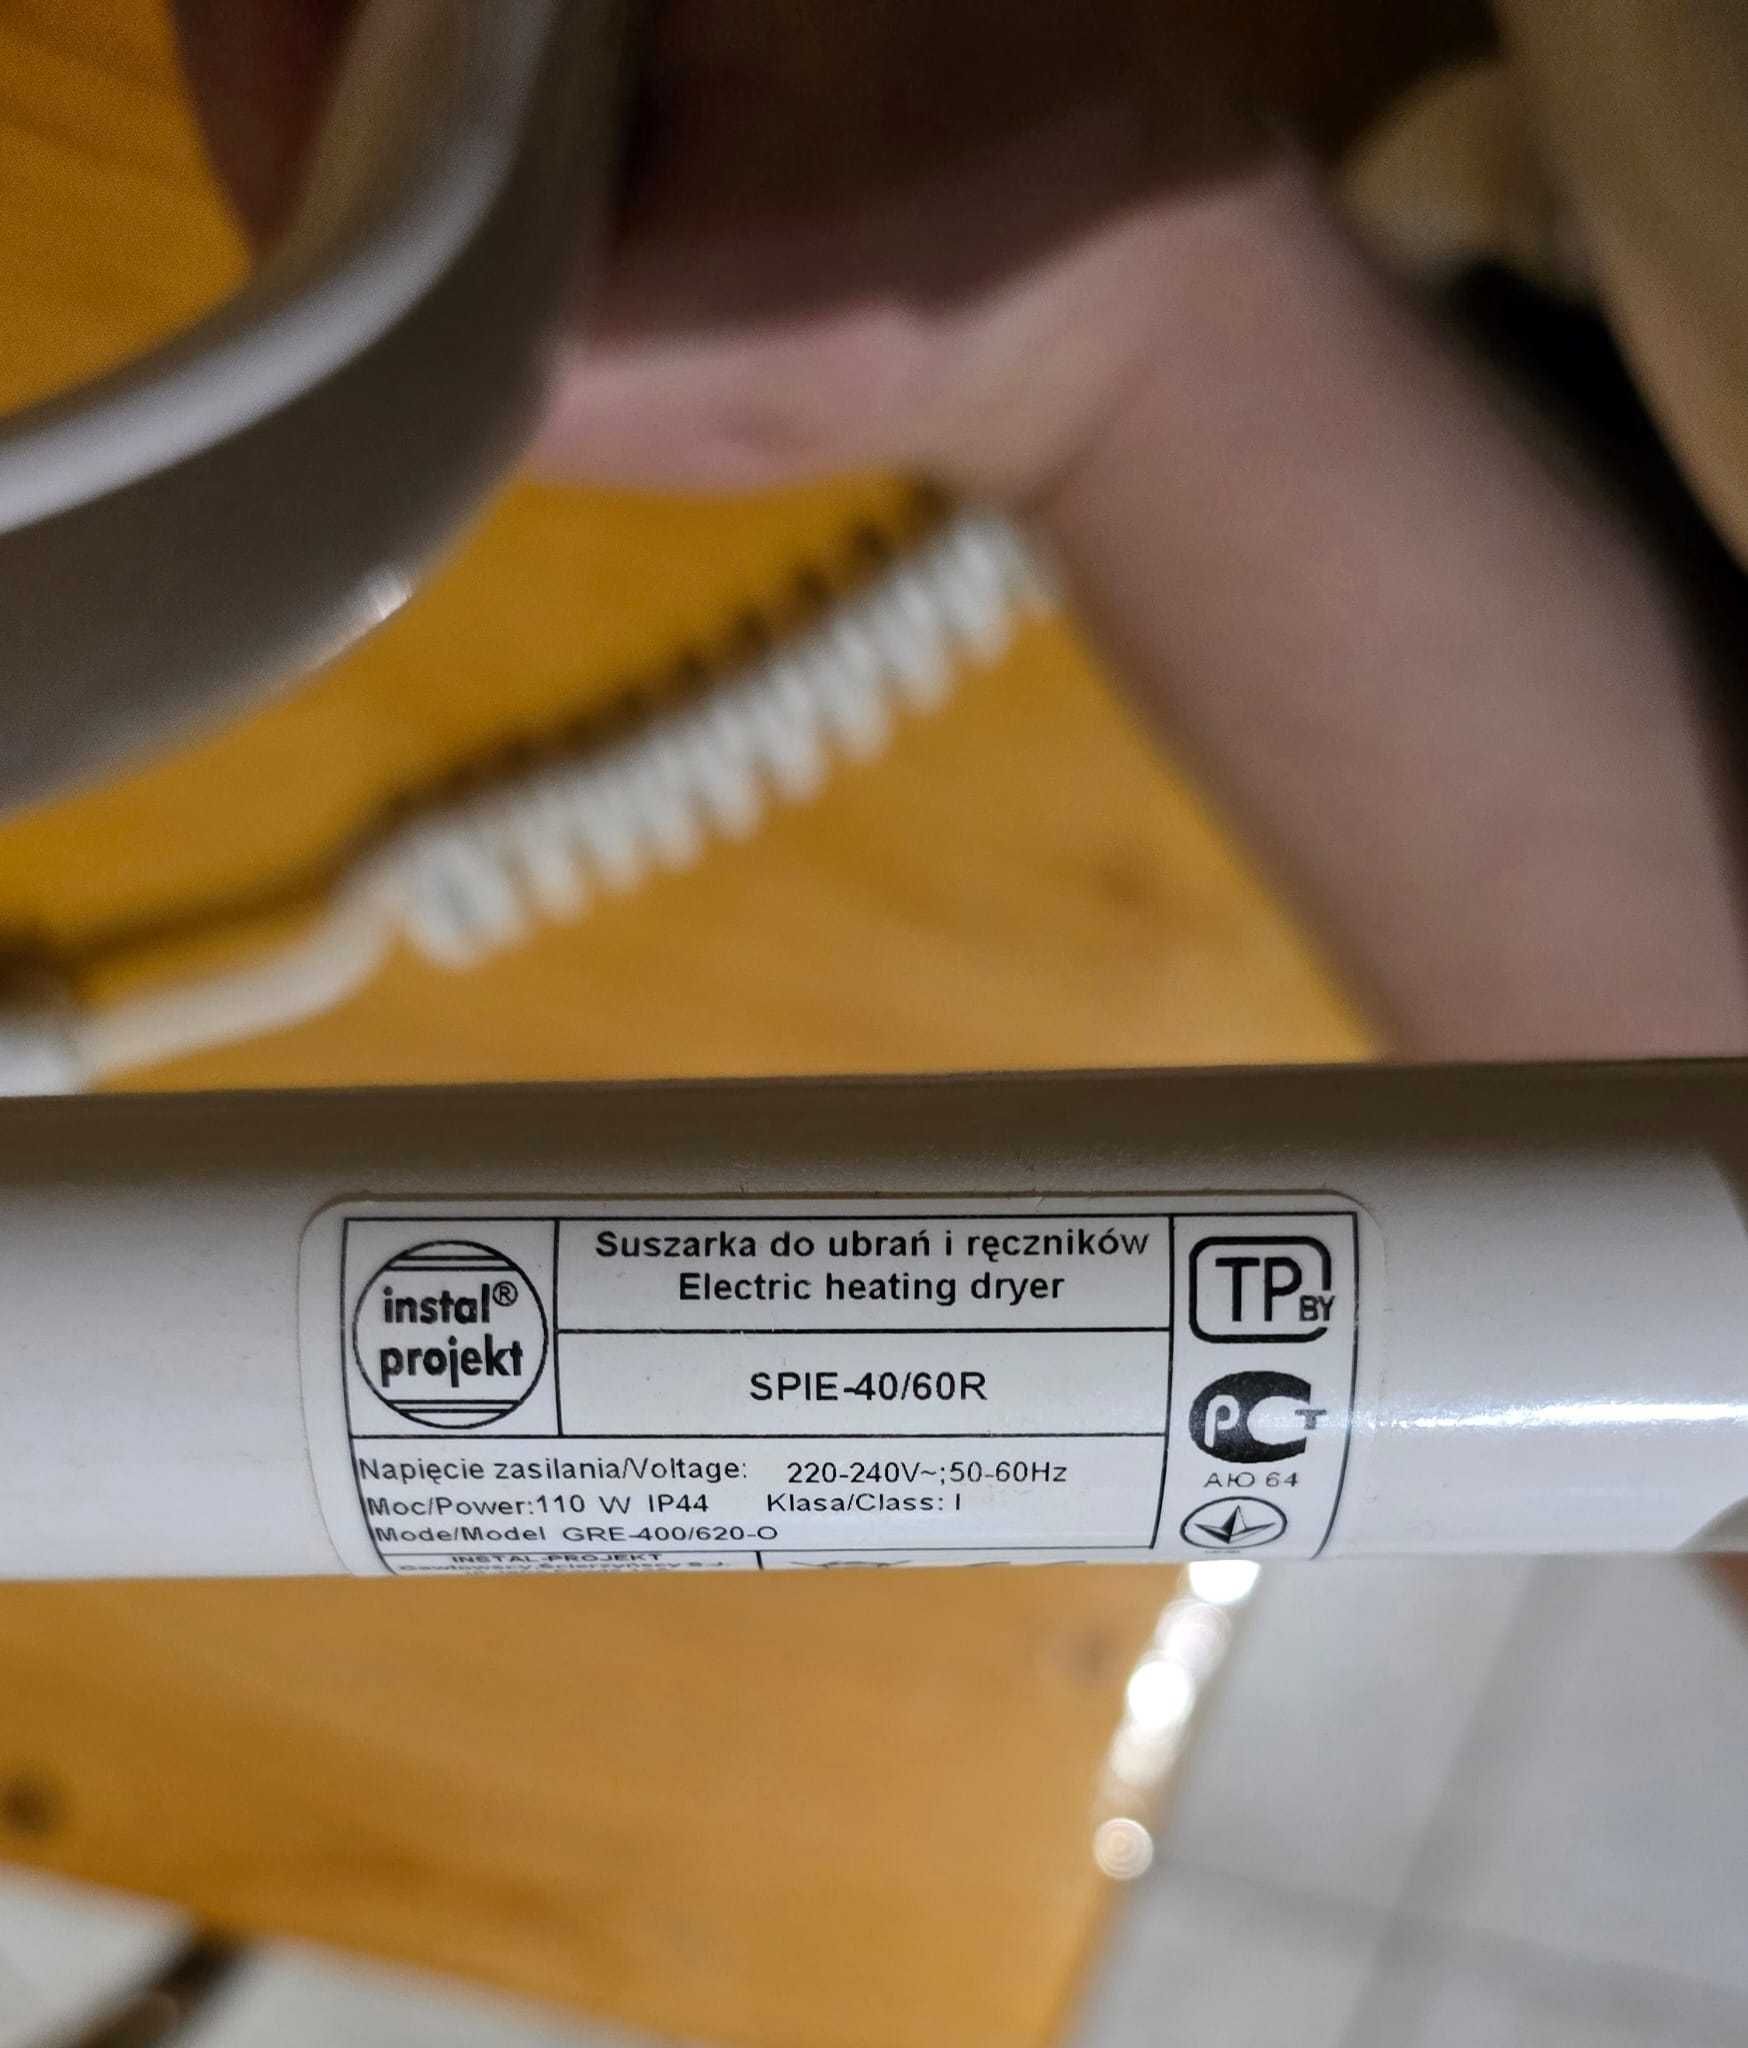 instal®
projekt
Suszarka do ubrań i ręczników
Electric heating dryer
SPIE-40/60R
Napięcie zasilania/Voltage: 220-240V~;50-60Hz
Moc/Power:110 W IP44 Klasa/Class: I
Mode/Model GRE-400/620-O
INSTAL-PROJEKT
TP BY
РСТ
АЮ 64